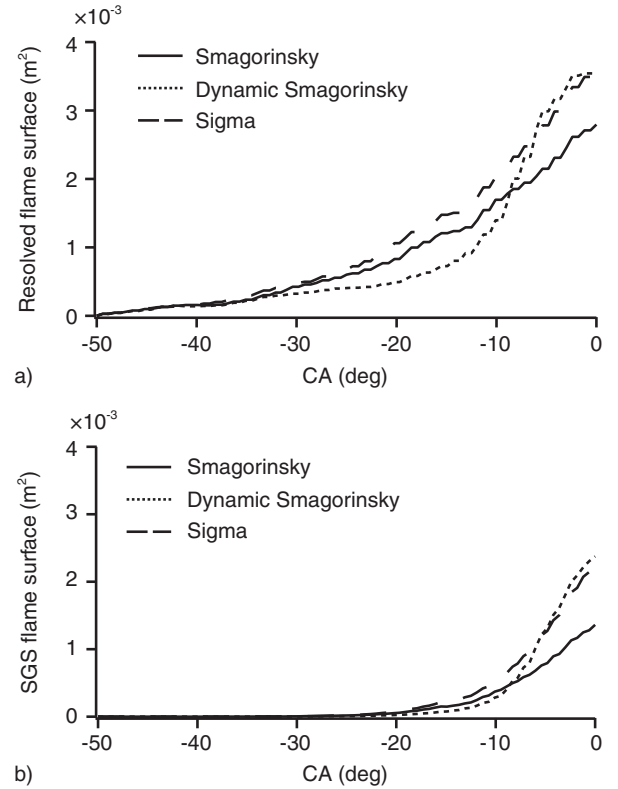 ×10-3
4
3
2
1
0
Resolved flame surface (m2)
Smagorinsky
Dynamic Smagorinsky
Sigma
-50 -40 -30 -20 -10 0
a) CA (deg)
×10-3
4
3
2
1
0
SGS flame surface (m2)
Smagorinsky
Dynamic Smagorinsky
Sigma
-50 -40 -30 -20 -10 0
b) CA (deg)